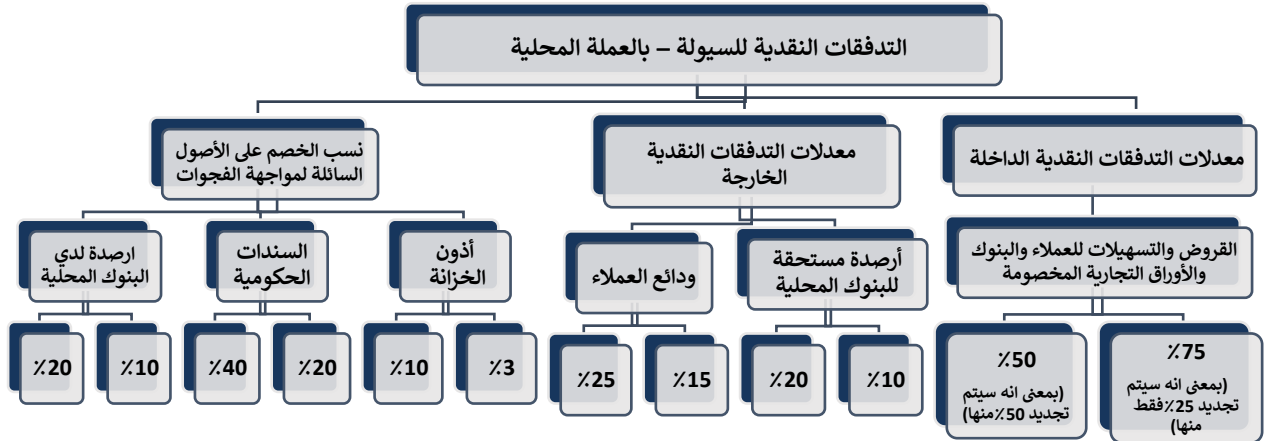 التدفقات النقدية للسيولة – بالعملة المحلية
معدلات التدفقات النقدية الداخلة
القروض والتسهيلات للعملاء والبنوك
والأوراق التجارية المخصومة
٪75
(بمعنى انه سيتم
تجديد 25٪فقط
منها)
٪50
(بمعنى انه سيتم
تجديد 50٪منها)
معدلات التدفقات النقدية
الخارجة
أرصدة مستحقة
للبنوك المحلية
٪10
٪20
ودائع العملاء
٪15
٪25
نسب الخصم على الأصول
السائلة لمواجهة الفجوات
أذون
الخزانة
٪3
٪10
السندات
الحكومية
٪20
٪40
ارصدة لدي
البنوك المحلية
٪10
٪20